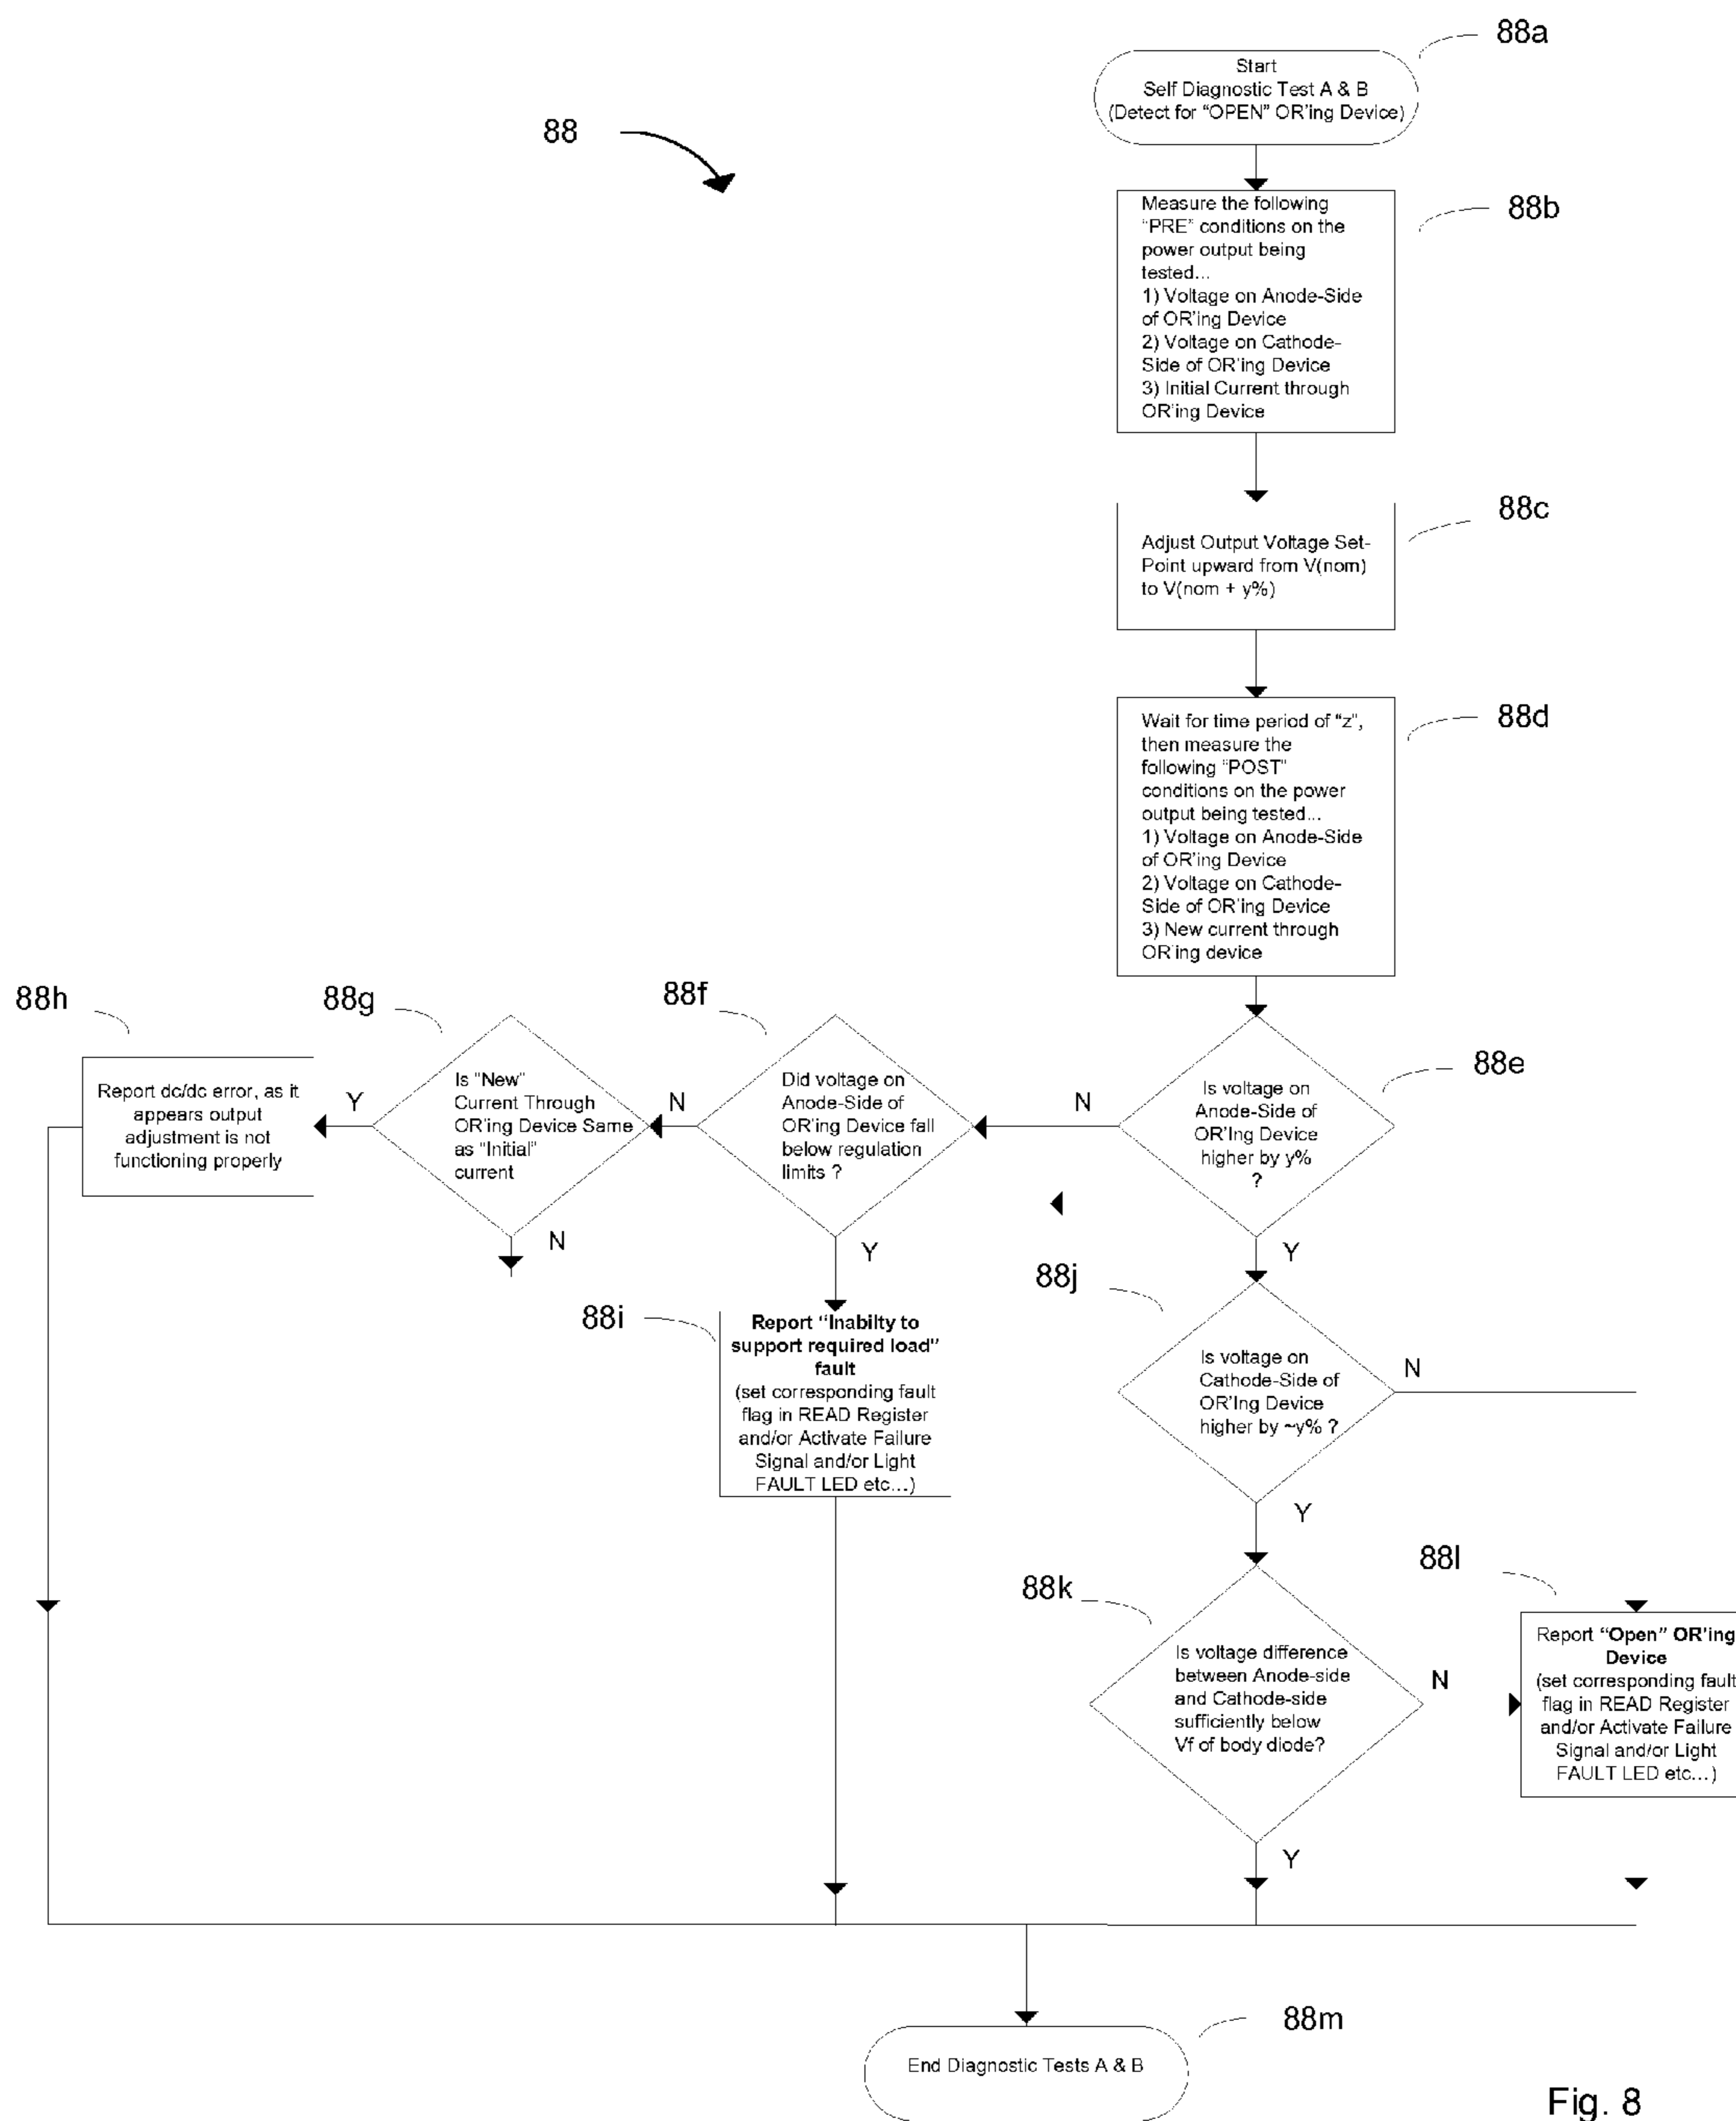 88a
Start
Self Diagnostic Test A & B
(Detect for "OPEN" OR'ing Device)
88
88b
Measure the following
"PRE" conditions on the
power output being
tested...
1) Voltage on Anode-Side
of OR'ing Device
2) Voltage on Cathode-
Side of OR'ing Device
3) Initial Current through
OR'ing Device
88c
Adjust Output Voltage Set-
Point upward from V(nom)
to V(nom + y%)
88d
Wait for time period of "z",
then measure the
following "POST"
conditions on the power
output being tested...
1) Voltage on Anode-Side
of OR'ing Device
2) Voltage on Cathode-
Side of OR'ing Device
3) New current through
OR'ing device
88h
Report dc/dc error, as it
appears output
adjustment is not
functioning properly
Y
88g
Is "New"
Current Through
OR'ing Device Same
as "Initial"
current
N
N
88f
Did voltage on
Anode-Side of
OR'ing Device fall
below regulation
limits ?
N
Y
88e
Is voltage on
Anode-Side of
OR'Ing Device
higher by y%
?
Y
88i
Report "Inabilty to
support required load"
fault
(set corresponding fault
flag in READ Register
and/or Activate Failure
Signal and/or Light
FAULT LED etc...)
88j
Is voltage on
Cathode-Side of
OR'Ing Device
higher by ~y% ?
N
Y
88k
Is voltage difference
between Anode-side
and Cathode-side
sufficiently below
Vf of body diode?
N
Y
88l
Report "Open" OR'ing
Device
(set corresponding fault
flag in READ Register
and/or Activate Failure
Signal and/or Light
FAULT LED etc...)
88m
End Diagnostic Tests A & B
Fig. 8